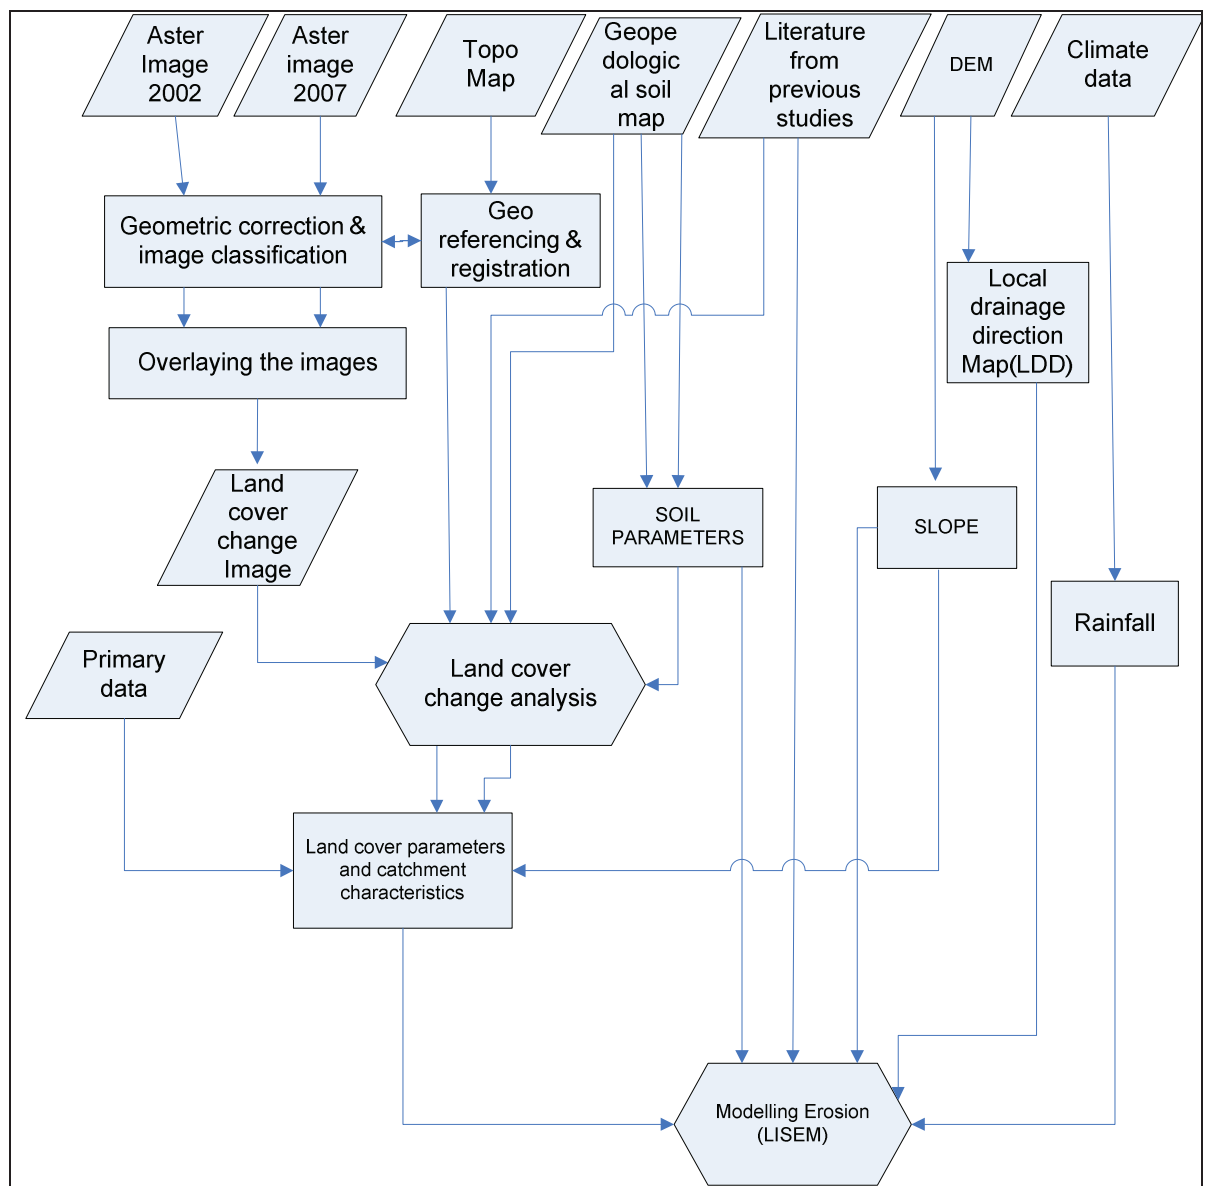 Aster
Image
2002
Aster
image
2007
Topo
Map
Geope
dologic
al soil
map
Literature
from
previous
studies
DEM
Climate
data
Geometric correction &
image classification
Geo
referencing &
registration
Local
drainage
direction
Map(LDD)
Overlaying the images
Land
cover
change
Image
SOIL
PARAMETERS
SLOPE
Rainfall
Primary
data
Land cover
change analysis
Land cover parameters
and catchment
characteristics
Modelling Erosion
(LISEM)